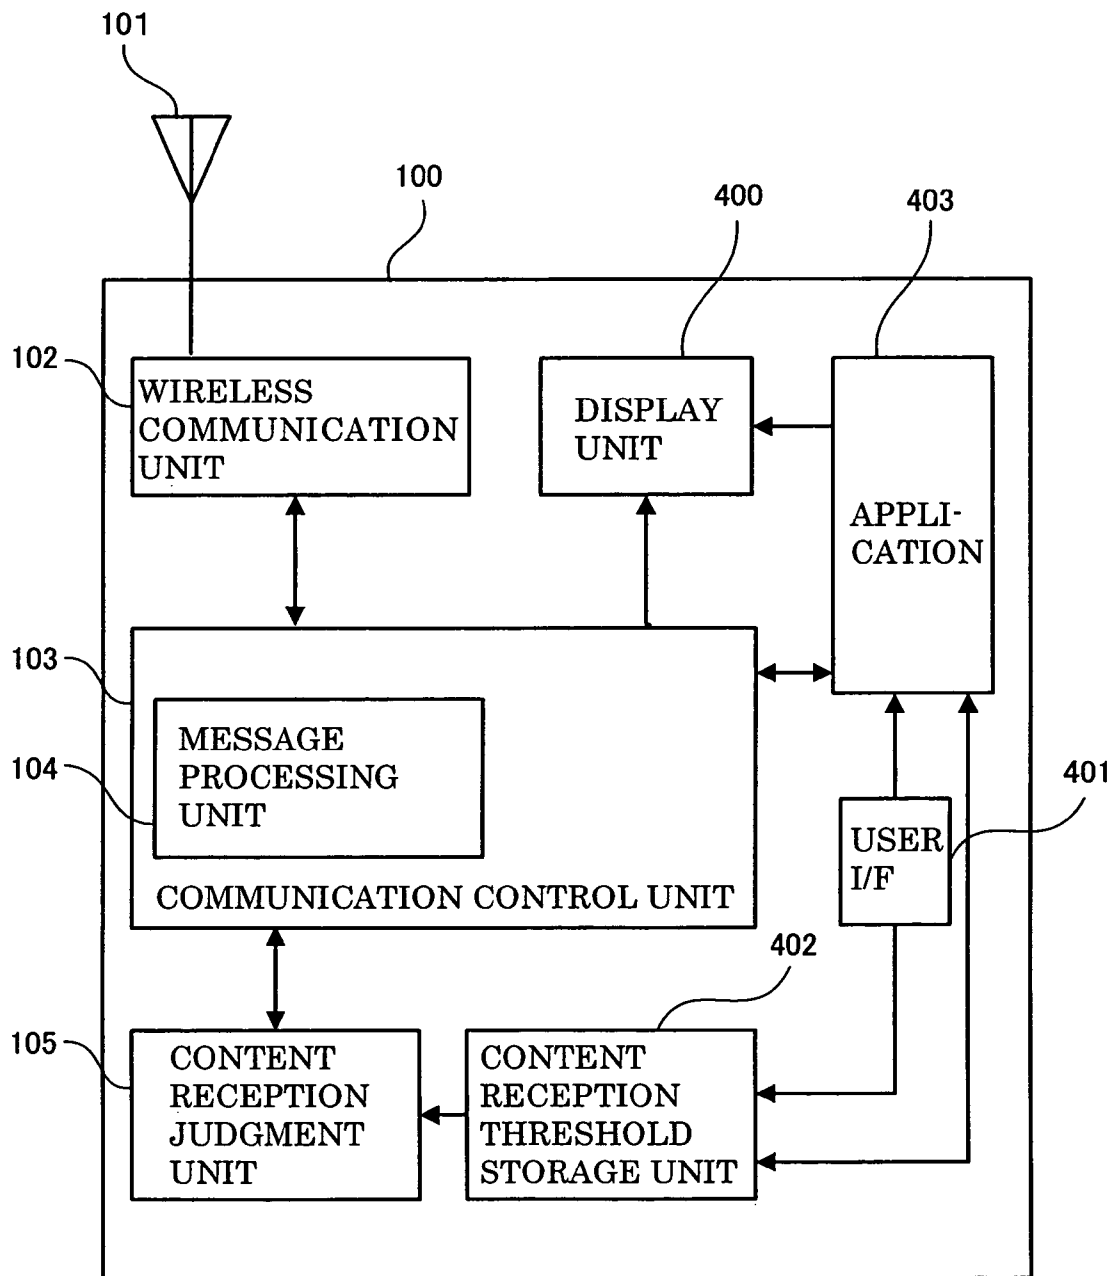 101
100
400
403
102
WIRELESS
COMMUNICATION
UNIT
DISPLAY
UNIT
APPLI-
CATION
103
104
MESSAGE
PROCESSING
UNIT
COMMUNICATION CONTROL UNIT
401
USER
I/F
402
105
CONTENT
RECEPTION
JUDGMENT
UNIT
CONTENT
RECEPTION
THRESHOLD
STORAGE UNIT